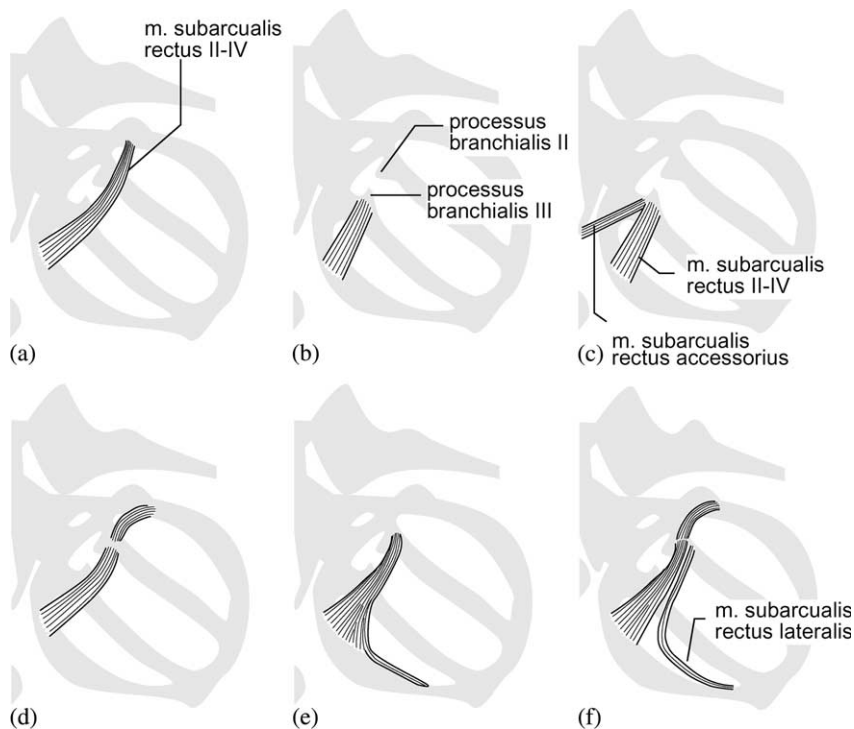 m. subarcualis
rectus II-IV
processus
branchialis II
processus
branchialis III
m. subarcualis
rectus II-IV
m. subarcualis
rectus accessorius
(a)
(b)
(c)
m. subarcualis
rectus lateralis
(d)
(e)
(f)